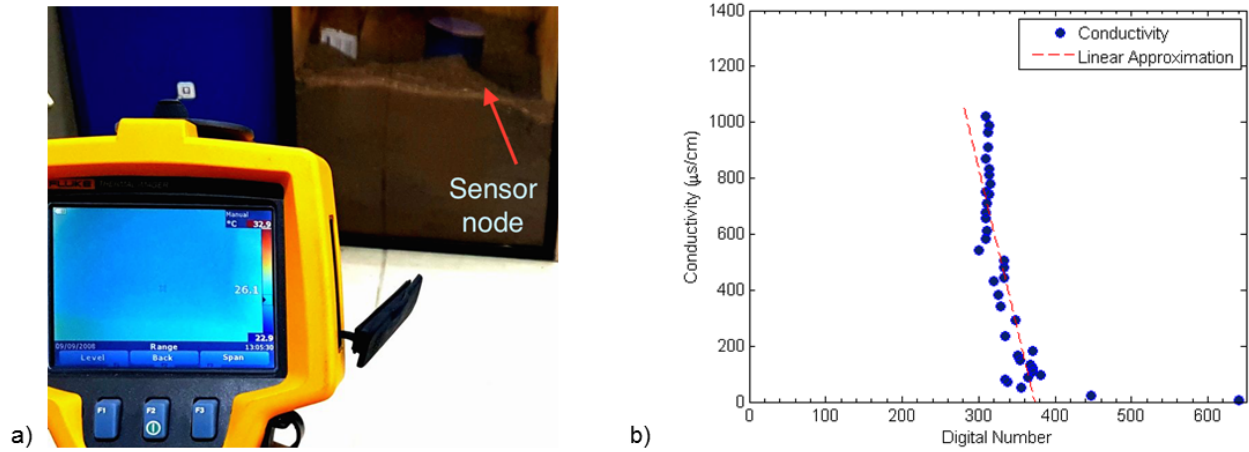 Sensor
node
FLUKE
Manual
°C 32.9
26.1
22.9
09/09/2008 Range 13:05:30
Level Back Span
F1 F2 F3
a)
1400
1200
1000
800
600
400
200
0
Conductivity (μs/cm)
Conductivity
Linear Approximation
0 100 200 300 400 500 600
Digital Number
b)